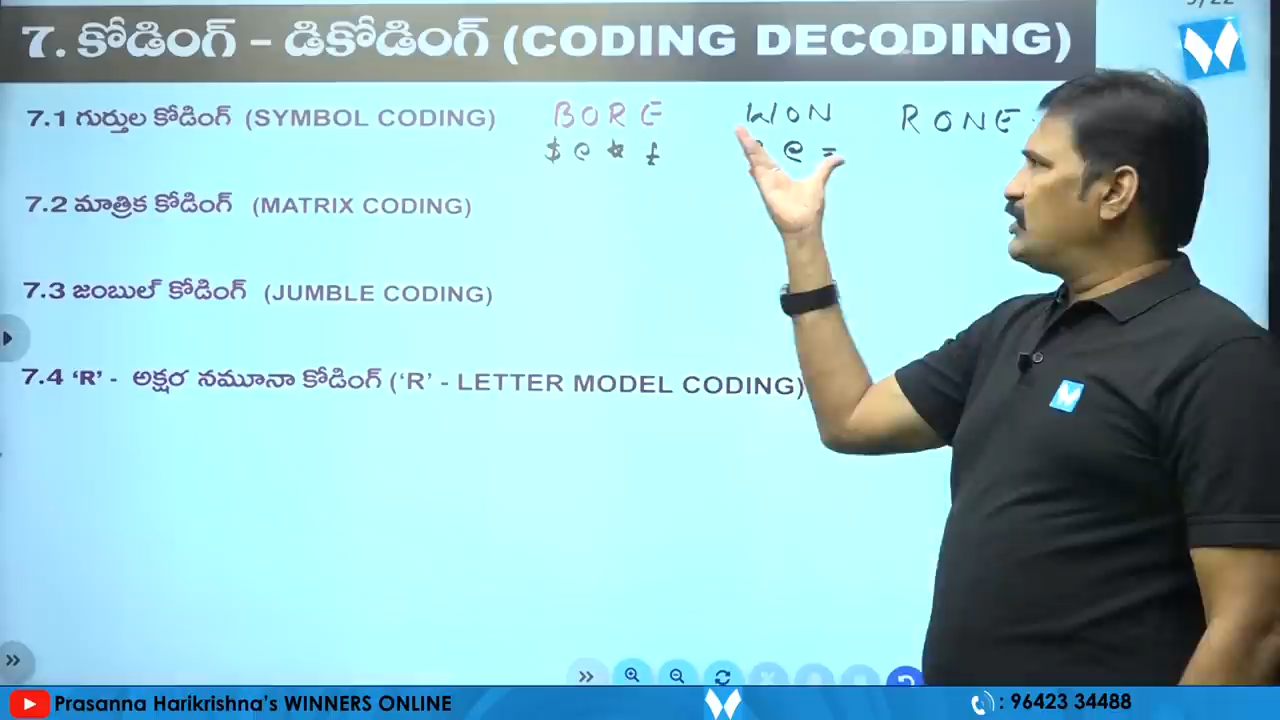 7. కోడింగ్ – డికోడింగ్ (CODING DECODING)
7.1 గుర్తుల కోడింగ్ (SYMBOL CODING) BORE WON RONE
$ @ * £ @ =
7.2 మాత్రిక కోడింగ్ (MATRIX CODING)
7.3 జంబుల్ కోడింగ్ (JUMBLE CODING)
7.4 ‘R’ - అక్షర నమూనా కోడింగ్ (‘R’ - LETTER MODEL CODING)
Prasanna Harikrishna's WINNERS ONLINE
: 96423 34488